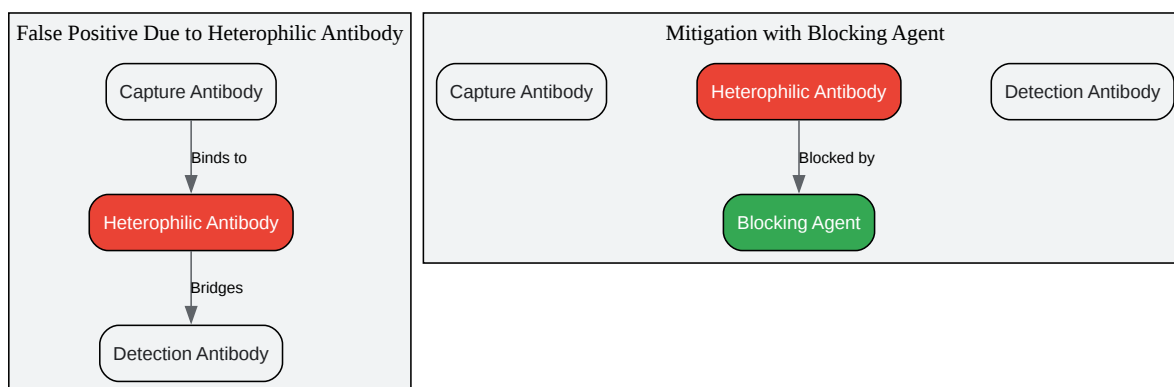 False Positive Due to Heterophilic Antibody
Capture Antibody
Binds to
Heterophilic Antibody
Bridges
Detection Antibody
Mitigation with Blocking Agent
Capture Antibody
Heterophilic Antibody
Detection Antibody
Blocked by
Blocking Agent